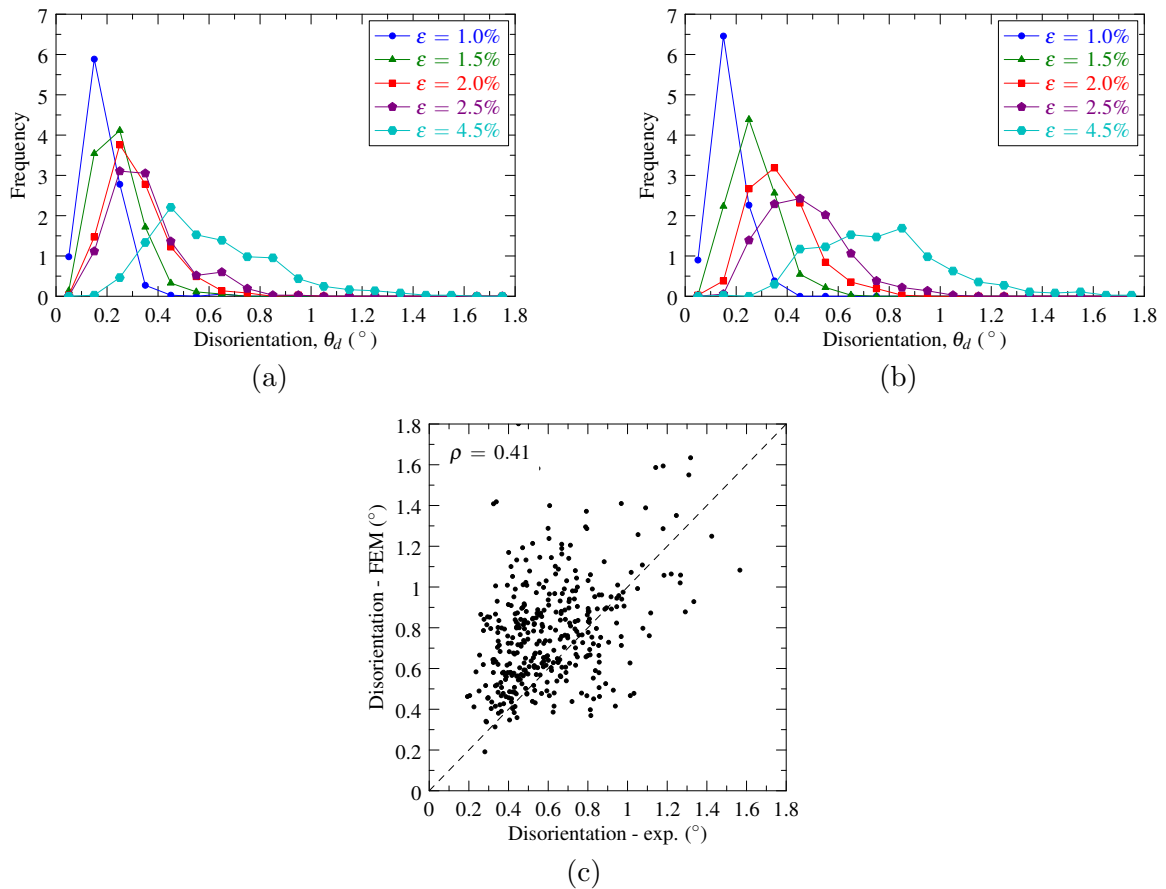 7
6
5
4
3
2
1
0
Frequency
0 0.2 0.4 0.6 0.8 1 1.2 1.4 1.6 1.8
Disorientation, θd (°)
ε = 1.0%
ε = 1.5%
ε = 2.0%
ε = 2.5%
ε = 4.5%
(a)
7
6
5
4
3
2
1
0
Frequency
0 0.2 0.4 0.6 0.8 1 1.2 1.4 1.6 1.8
Disorientation, θd (°)
ε = 1.0%
ε = 1.5%
ε = 2.0%
ε = 2.5%
ε = 4.5%
(b)
1.8
1.6
1.4
1.2
1
0.8
0.6
0.4
0.2
0
Disorientation - FEM (°)
ρ = 0.41
0 0.2 0.4 0.6 0.8 1 1.2 1.4 1.6 1.8
Disorientation - exp. (°)
(c)